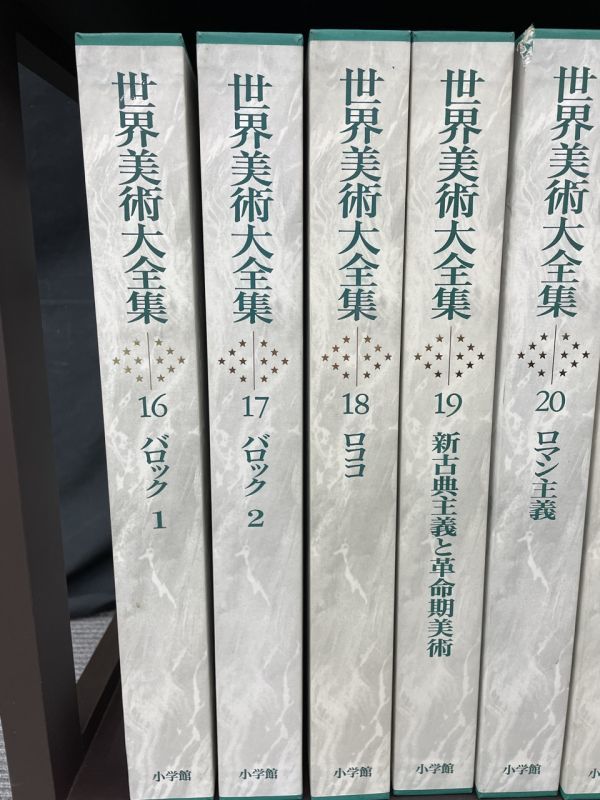 世界美術大全集
16
バロック 1
小学館
世界美術大全集
17
バロック 2
小学館
世界美術大全集
18
ロココ
小学館
世界美術大全集
19
新古典主義と革命期美術
小学館
世界美術大全集
20
ロマン主義
小学館